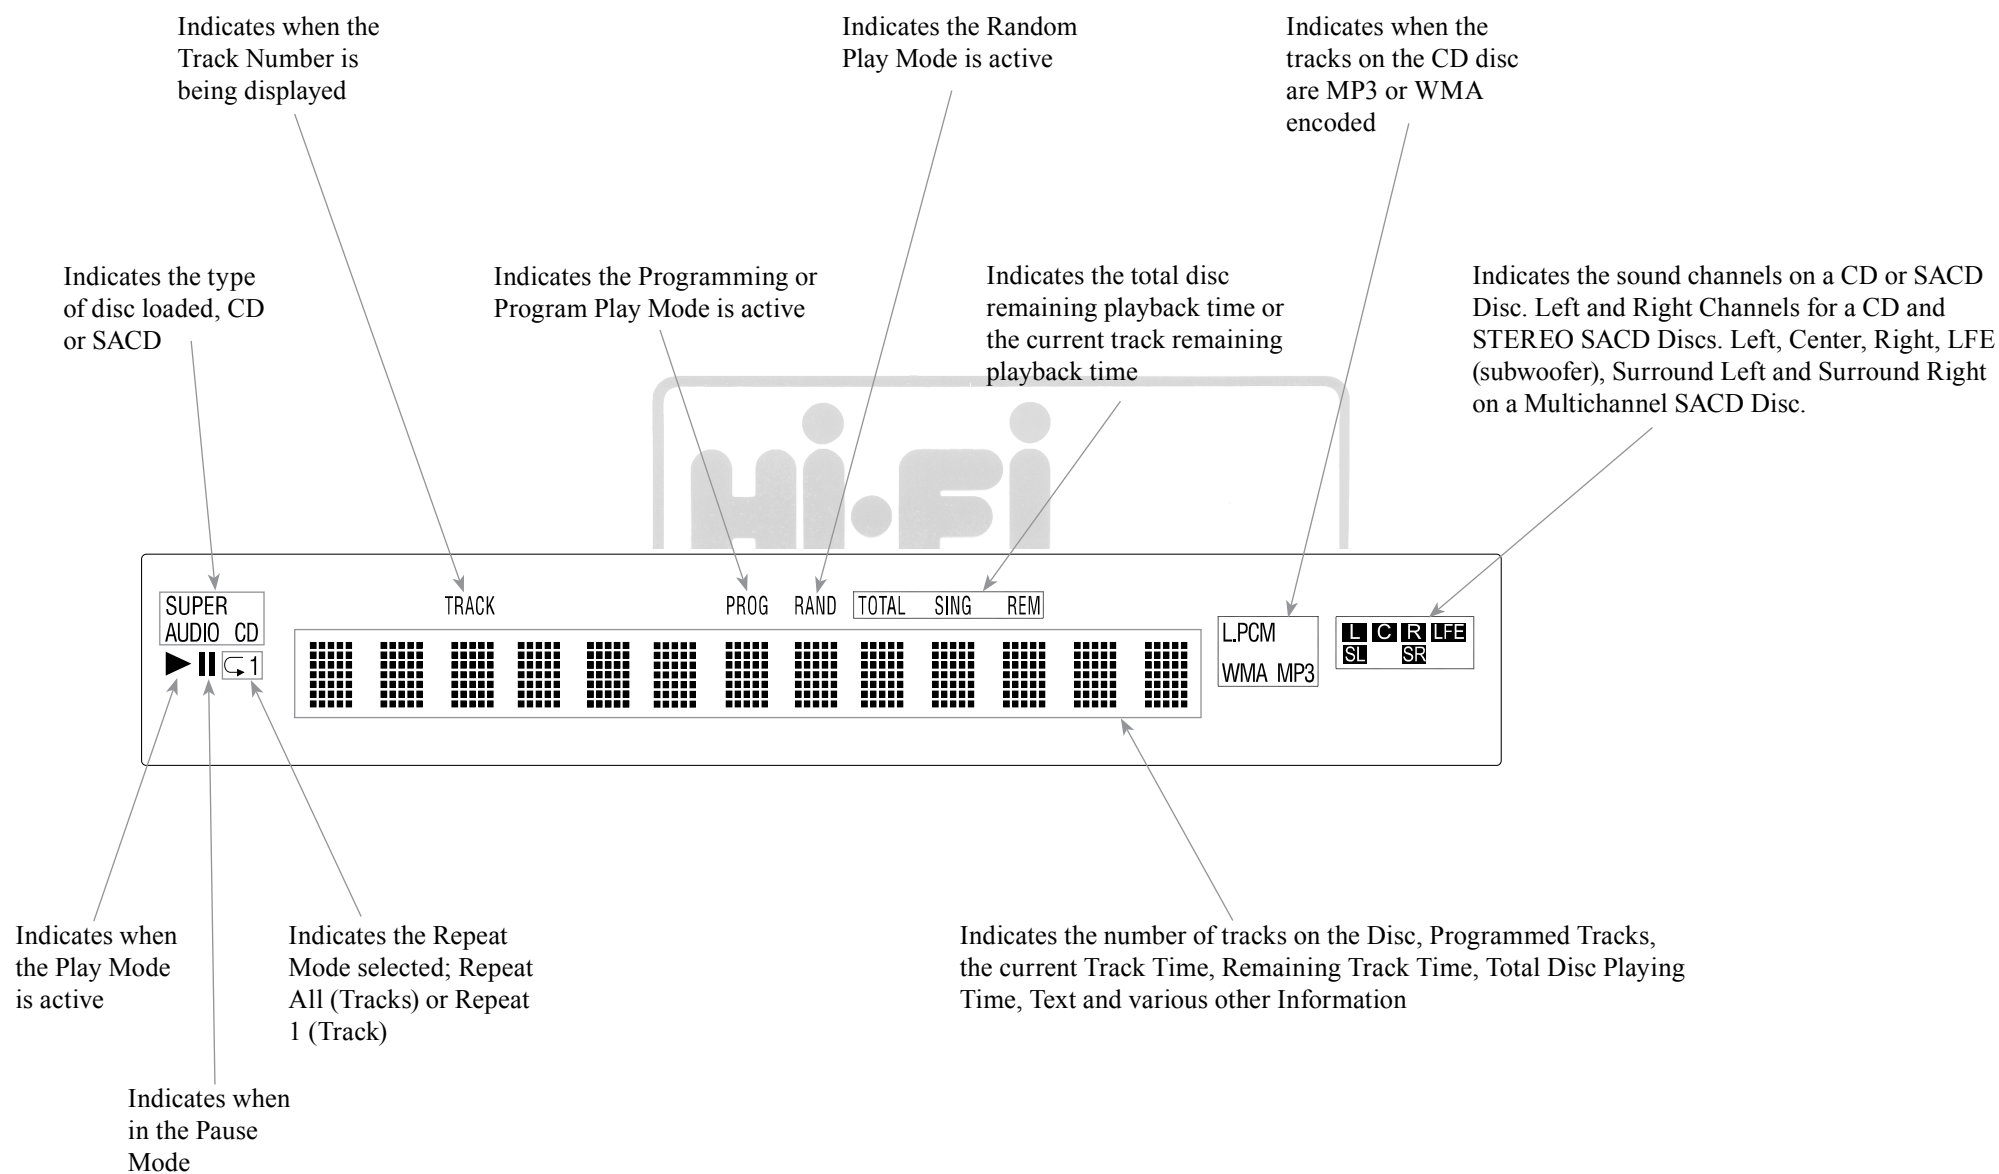 Indicates when the
Track Number is
being displayed
Indicates the Random
Play Mode is active
Indicates when the
tracks on the CD disc
are MP3 or WMA
encoded
Indicates the type
of disc loaded, CD
or SACD
Indicates the Programming or
Program Play Mode is active
Indicates the total disc
remaining playback time or
the current track remaining
playback time
Indicates the sound channels on a CD or SACD
Disc. Left and Right Channels for a CD and
STEREO SACD Discs. Left, Center, Right, LFE
(subwoofer), Surround Left and Surround Right
on a Multichannel SACD Disc.
Hi-Fi
SUPER
AUDIO CD
1
TRACK
PROG RAND TOTAL SING REM
L.PCM
WMA MP3
L C R LFE
SL SR
Indicates when
the Play Mode
is active
Indicates the Repeat
Mode selected; Repeat
All (Tracks) or Repeat
1 (Track)
Indicates the number of tracks on the Disc, Programmed Tracks,
the current Track Time, Remaining Track Time, Total Disc Playing
Time, Text and various other Information
Indicates when
in the Pause
Mode